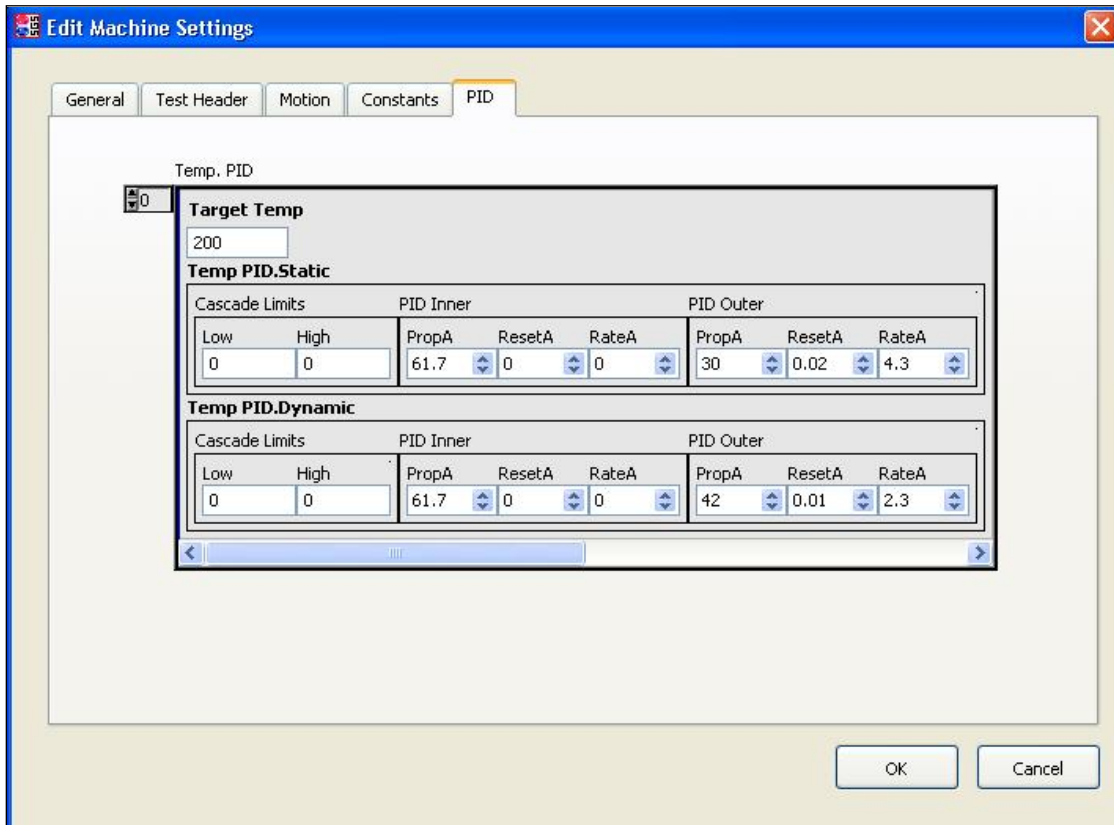 Edit Machine Settings
General Test Header Motion Constants PID
Temp. PID
0
Target Temp
200
Temp PID.Static
Cascade Limits PID Inner PID Outer
Low High PropA ResetA RateA PropA ResetA RateA
0 0 61.7 0 0 30 0.02 4.3
Temp PID.Dynamic
Cascade Limits PID Inner PID Outer
Low High PropA ResetA RateA PropA ResetA RateA
0 0 61.7 0 0 42 0.01 2.3
OK Cancel